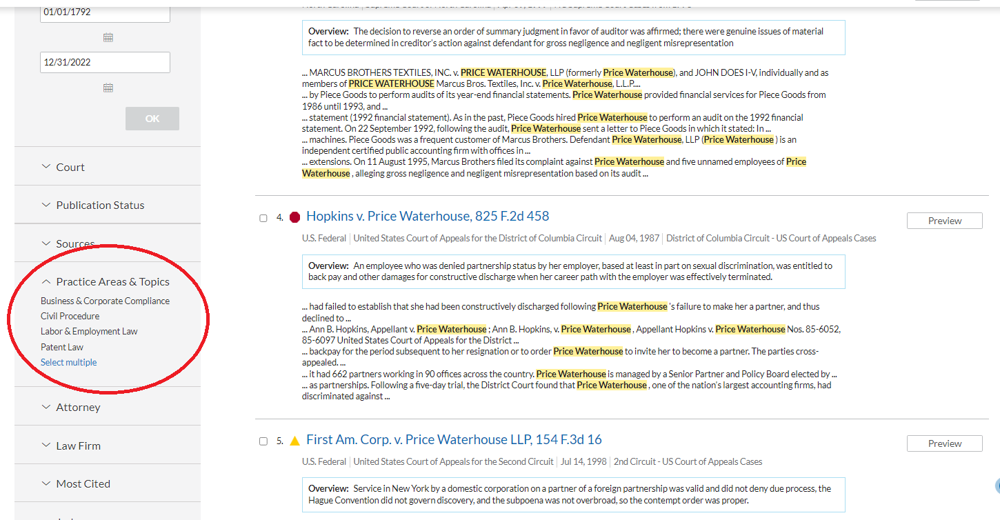 01/01/1792
12/31/2022
OK
Court
Publication Status
Sources
Practice Areas & Topics
Business & Corporate Compliance
Civil Procedure
Labor & Employment Law
Patent Law
Select multiple
Attorney
Law Firm
Most Cited
Overview: The decision to reverse an order of summary judgment in favor of auditor was affirmed; there were genuine issues of material
fact to be determined in creditor's action against defendant for gross negligence and negligent misrepresentation
... MARCUS BROTHERS TEXTILES, INC. v. PRICE WATERHOUSE, LLP (formerly Price Waterhouse), and JOHN DOES I-V, individually and as
members of PRICE WATERHOUSE Marcus Bros. Textiles, Inc. v. Price Waterhouse, L.L.P....
... by Piece Goods to perform audits of its year-end financial statements. Price Waterhouse provided financial services for Piece Goods from
1986 until 1993, and ...
... statement (1992 financial statement). As in the past, Piece Goods hired Price Waterhouse to perform an audit on the 1992 financial
statement. On 22 September 1992, following the audit, Price Waterhouse sent a letter to Piece Goods in which it stated: In ...
... machines. Piece Goods was a frequent customer of Marcus Brothers. Defendant Price Waterhouse, LLP (Price Waterhouse ) is an
independent certified public accounting firm with offices in ...
... extensions. On 11 August 1995, Marcus Brothers filed its complaint against Price Waterhouse and five unnamed employees of Price
Waterhouse , alleging gross negligence and negligent misrepresentation based on its audit ...
4. Hopkins v. Price Waterhouse, 825 F.2d 458
Preview
U.S. Federal | United States Court of Appeals for the District of Columbia Circuit | Aug 04, 1987 | District of Columbia Circuit - US Court of Appeals Cases
Overview: An employee who was denied partnership status by her employer, based at least in part on sexual discrimination, was entitled to
back pay and other damages for constructive discharge when her career path with the employer was effectively terminated.
... had failed to establish that she had been constructively discharged following Price Waterhouse 's failure to make her a partner, and thus
declined to ...
... Ann B. Hopkins, Appellant v. Price Waterhouse ; Ann B. Hopkins, v. Price Waterhouse , Appellant Hopkins v. Price Waterhouse Nos. 85-6052,
85-6097 United States Court of Appeals for the District ...
... backpay for the period subsequent to her resignation or to order Price Waterhouse to invite her to become a partner. The parties cross-
appealed. ...
... it had 662 partners working in 90 offices across the country. Price Waterhouse is managed by a Senior Partner and Policy Board elected by ...
... as partnerships. Following a five-day trial, the District Court found that Price Waterhouse , one of the nation's largest accounting firms, had
discriminated against ...
5. First Am. Corp. v. Price Waterhouse LLP, 154 F.3d 16
Preview
U.S. Federal | United States Court of Appeals for the Second Circuit | Jul 14, 1998 | 2nd Circuit - US Court of Appeals Cases
Overview: Service in New York by a domestic corporation on a partner of a foreign partnership was valid and did not deny due process, the
Hague Convention did not govern discovery, and the subpoena was not overbroad, so the contempt order was proper.